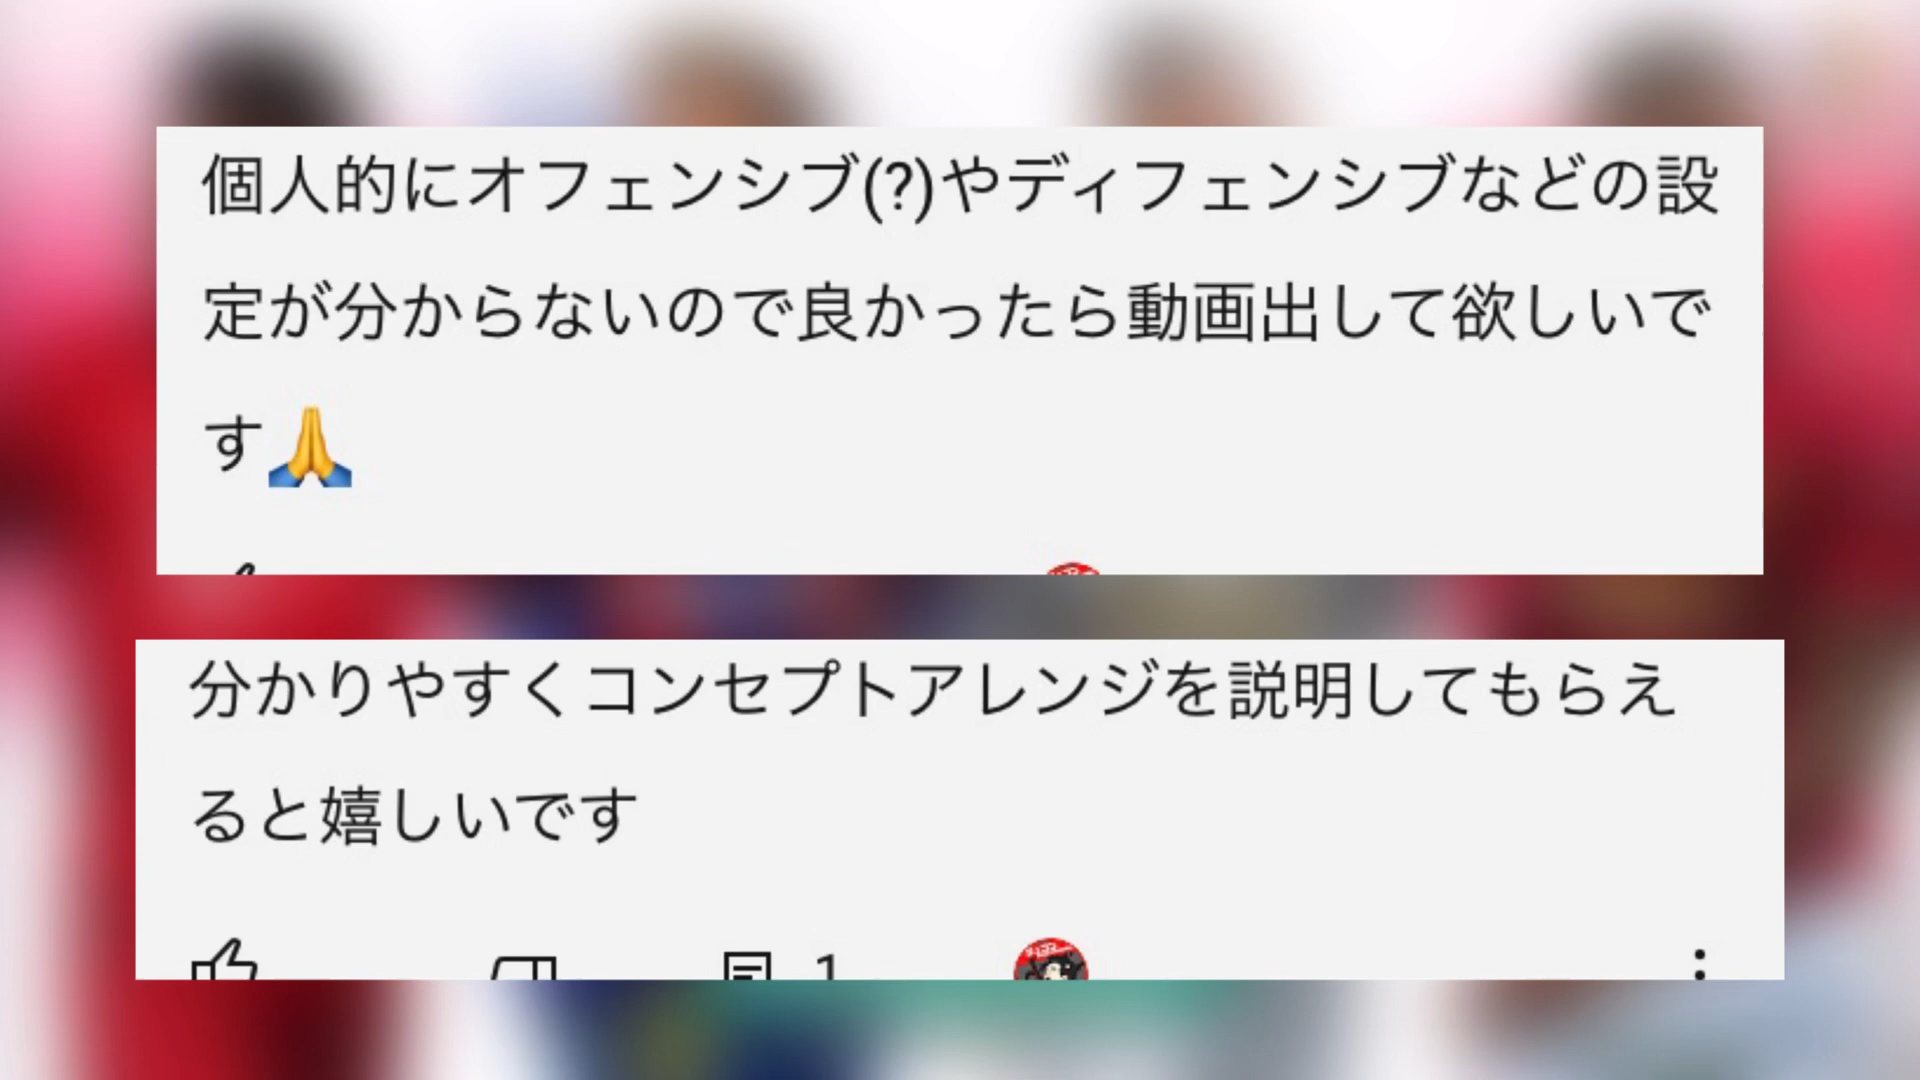 個人的にオフェンシブ(?)やディフェンシブなどの設
定が分からないので良かったら動画出して欲しいで
す🙏
分かりやすくコンセプトアレンジを説明してもらえ
ると嬉しいです
1